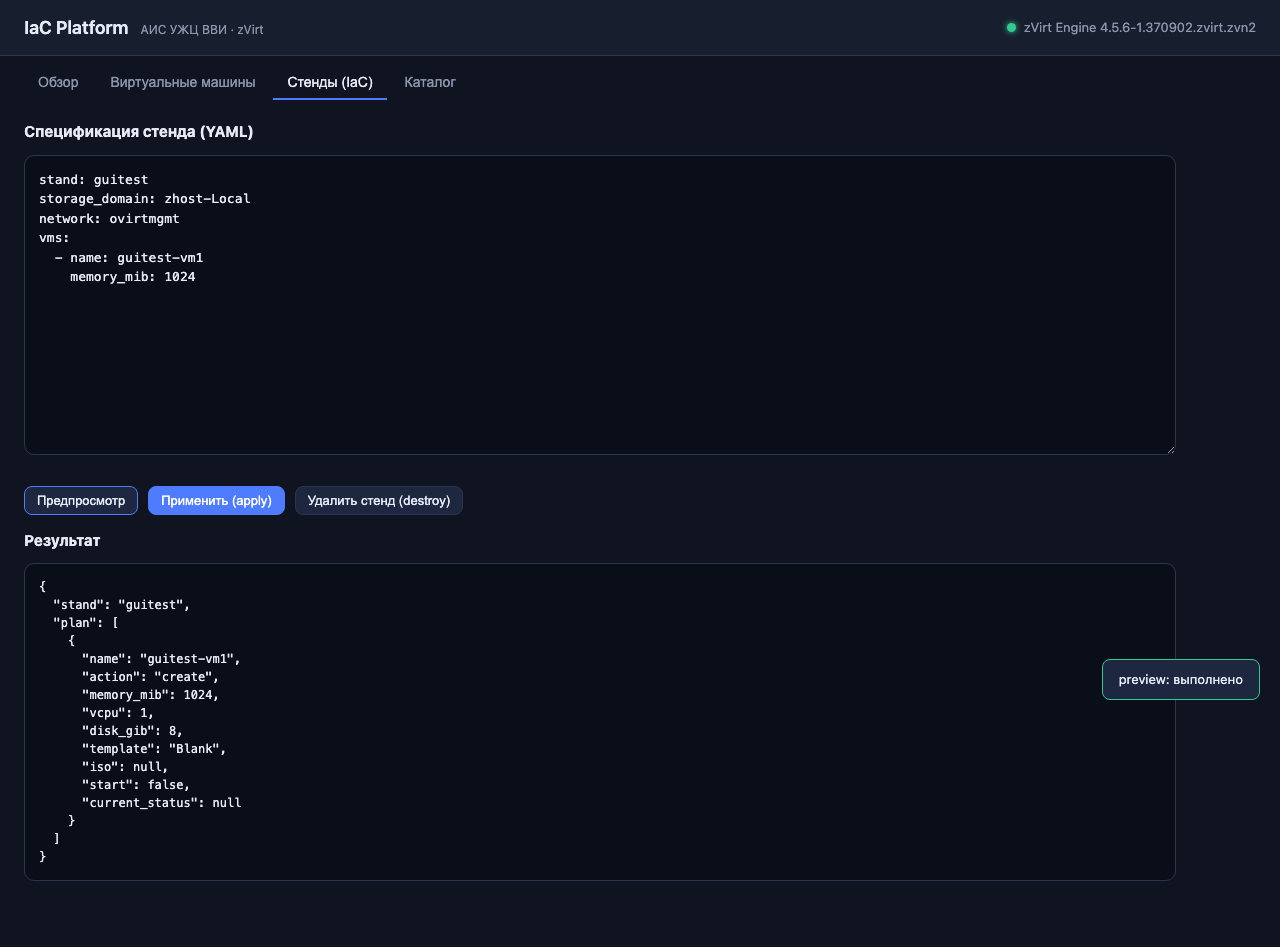 IaC Platform АИС УЖЦ ВВИ · zVirt
zVirt Engine 4.5.6-1.370902.zvirt.zvn2
Обзор Виртуальные машины Стенды (IaC) Каталог
Спецификация стенда (YAML)
stand: guitest
storage_domain: zhost-Local
network: ovirtmgmt
vms:
  - name: guitest-vm1
    memory_mib: 1024
Предпросмотр Применить (apply) Удалить стенд (destroy)
Результат
{
  "stand": "guitest",
  "plan": [
    {
      "name": "guitest-vm1",
      "action": "create",
      "memory_mib": 1024,
      "vcpu": 1,
      "disk_gib": 8,
      "template": "Blank",
      "iso": null,
      "start": false,
      "current_status": null
    }
  ]
}
preview: выполнено